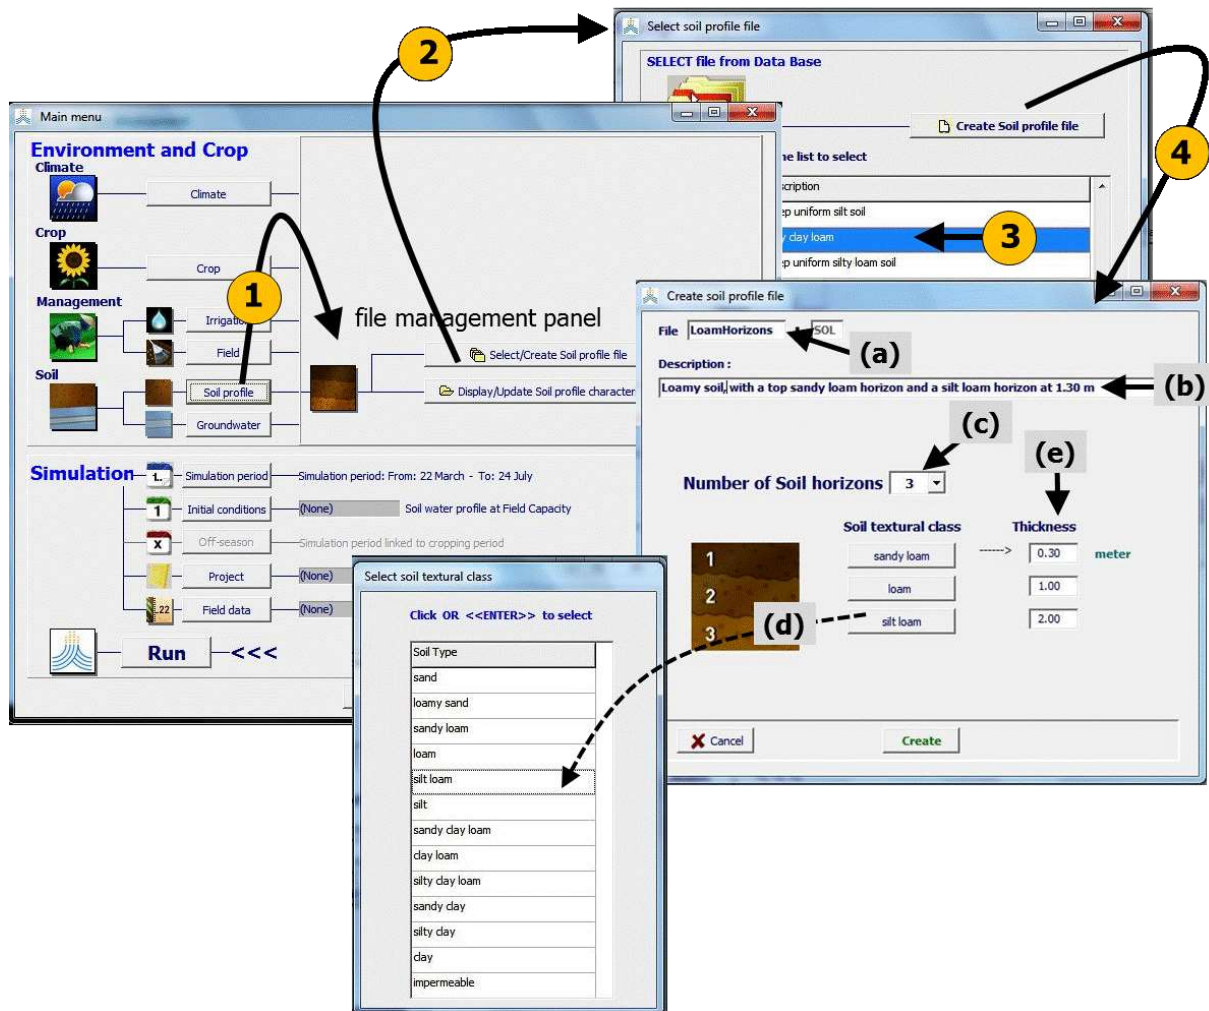 2
Select soil profile file
SELECT file from Data Base
Create Soil profile file
4
he list to select
cription
ep uniform silt soil
y clay loam
3
ep uniform silty loam soil
Main menu
Environment and Crop
Climate
Climate
Crop
Crop
1
Management
Irrigatio
Field
Soil
Soil profile
Groundwater
file management panel
Select/Create Soil profile file
Display/Update Soil profile character
Simulation
1.. Simulation period Simulation period: From: 22 March - To: 24 July
1 Initial conditions (None) Soil water profile at Field Capacity
X Off-season Simulation period linked to cropping period
Project (None)
..22 Field data (None)
Run <<<
Create soil profile file
File LoamHorizons . SOL
(a)
Description :
Loamy soil, with a top sandy loam horizon and a silt loam horizon at 1.30 m
(b)
(c)
(e)
Number of Soil horizons 3
Soil textural class Thickness
1 sandy loam -----> 0.30 meter
2 loam 1.00
3 (d) silt loam 2.00
Cancel Create
Select soil textural class
Click OR <<ENTER>> to select
Soil Type
sand
loamy sand
sandy loam
loam
silt loam
silt
sandy clay loam
clay loam
silty clay loam
sandy clay
silty clay
clay
impermeable